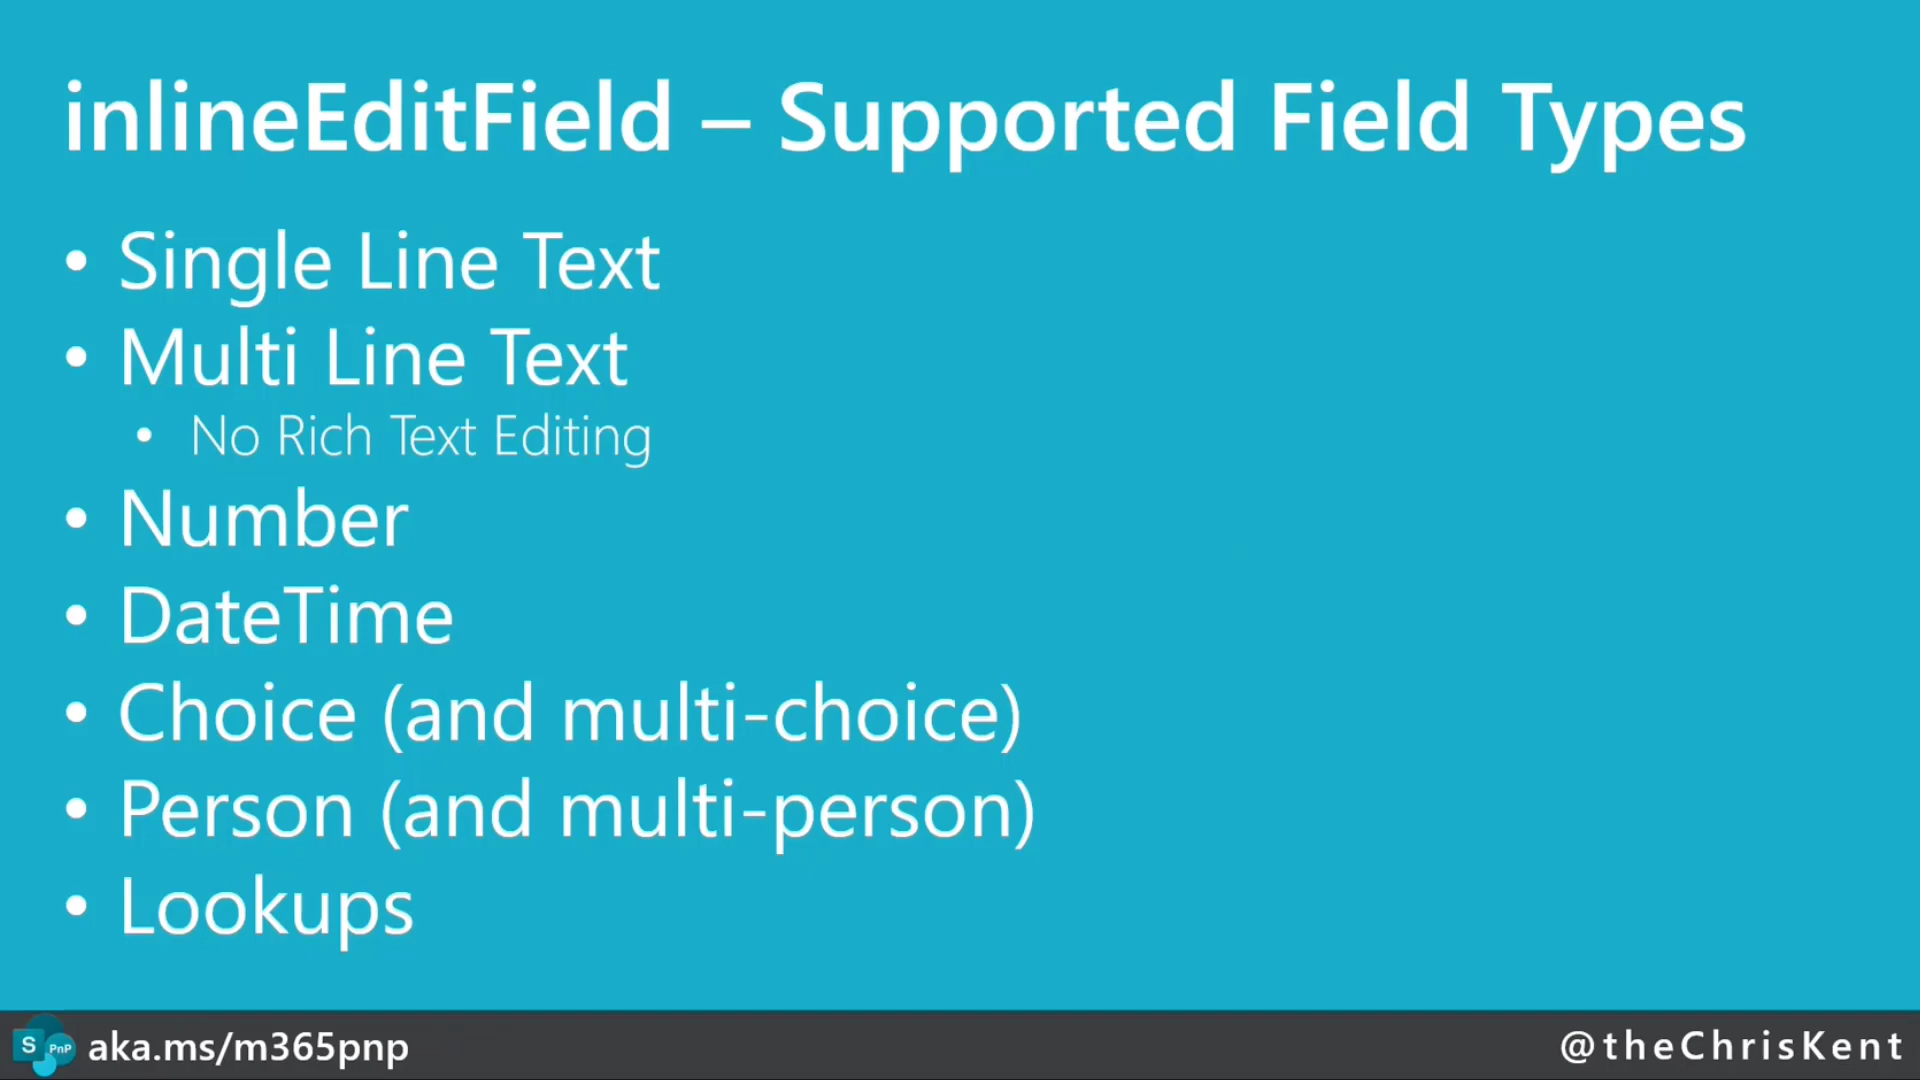 inlineEditField – Supported Field Types
• Single Line Text
• Multi Line Text
• No Rich Text Editing
• Number
• DateTime
• Choice (and multi-choice)
• Person (and multi-person)
• Lookups
S PnP aka.ms/m365pnp
@theChrisKent